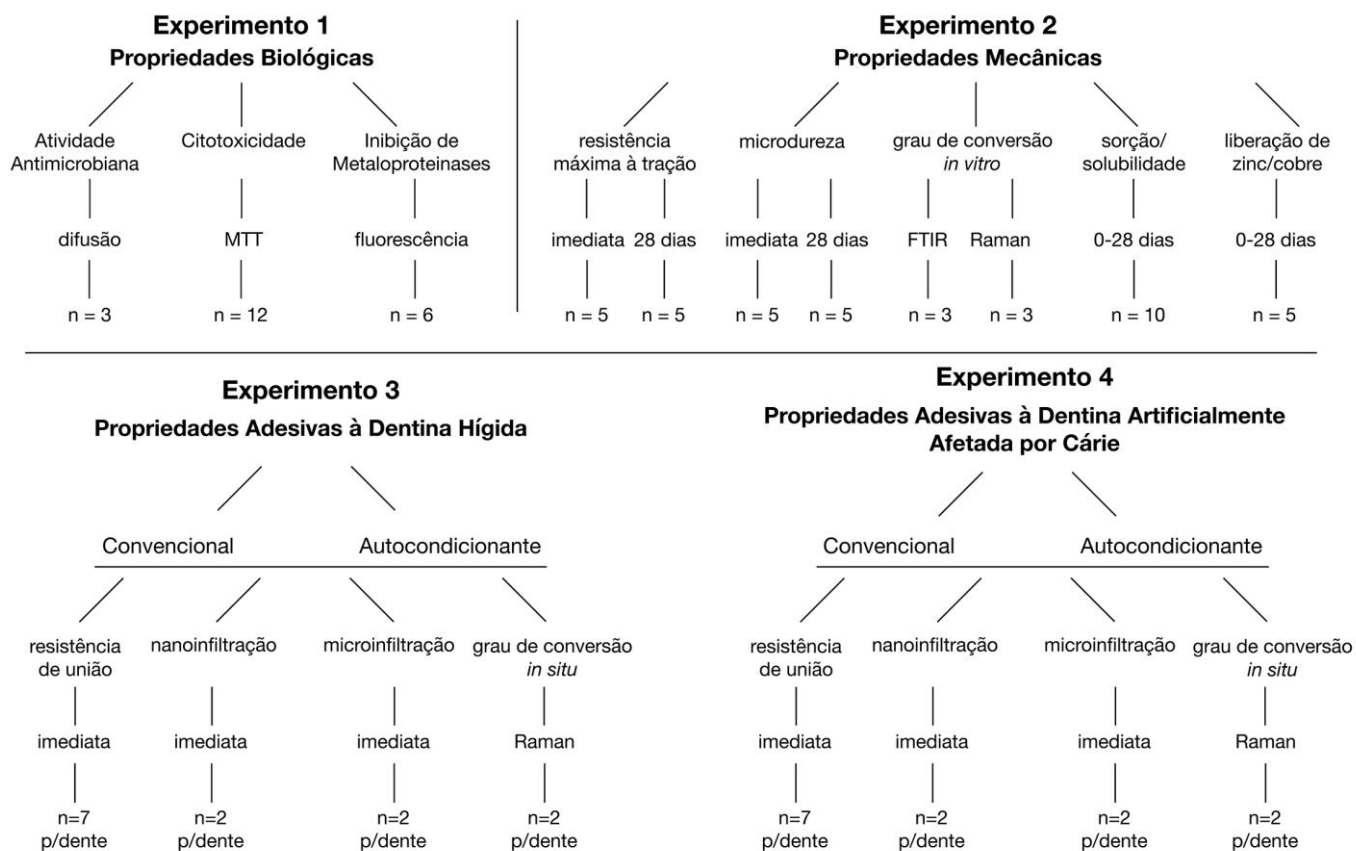 Experimento 1
Propriedades Biológicas
Atividade
Antimicrobiana
Citotoxicidade
Inibição de
Metaloproteinases
difusão
MTT
fluorescência
n = 3
n = 12
n = 6
Experimento 2
Propriedades Mecânicas
resistência
máxima à tração
microdureza
grau de conversão
in vitro
sorção/
solubilidade
liberação de
zinc/cobre
imediata 28 dias
imediata 28 dias
FTIR Raman
0-28 dias
0-28 dias
n = 5 n = 5
n = 5 n = 5
n = 3 n = 3
n = 10
n = 5
Experimento 3
Propriedades Adesivas à Dentina Hígida
Convencional
Autocondicionante
resistência
de união
nanoinfiltração
microinfiltração
grau de conversão
in situ
imediata
imediata
imediata
Raman
n=7
p/dente
n=2
p/dente
n=2
p/dente
n=2
p/dente
Experimento 4
Propriedades Adesivas à Dentina Artificialmente
Afetada por Cárie
Convencional
Autocondicionante
resistência
de união
nanoinfiltração
microinfiltração
grau de conversão
in situ
imediata
imediata
imediata
Raman
n=7
p/dente
n=2
p/dente
n=2
p/dente
n=2
p/dente